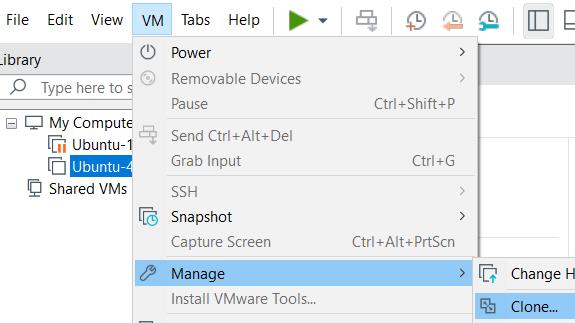 File Edit View VM Tabs Help
Library
Type here to s
My Compute
Ubuntu-1
Ubuntu-4
Shared VMs
Power
Removable Devices
Pause Ctrl+Shift+P
Send Ctrl+Alt+Del
Grab Input Ctrl+G
SSH
Snapshot
Capture Screen Ctrl+Alt+PrtScn
Manage
Install VMware Tools...
Change H
Clone...